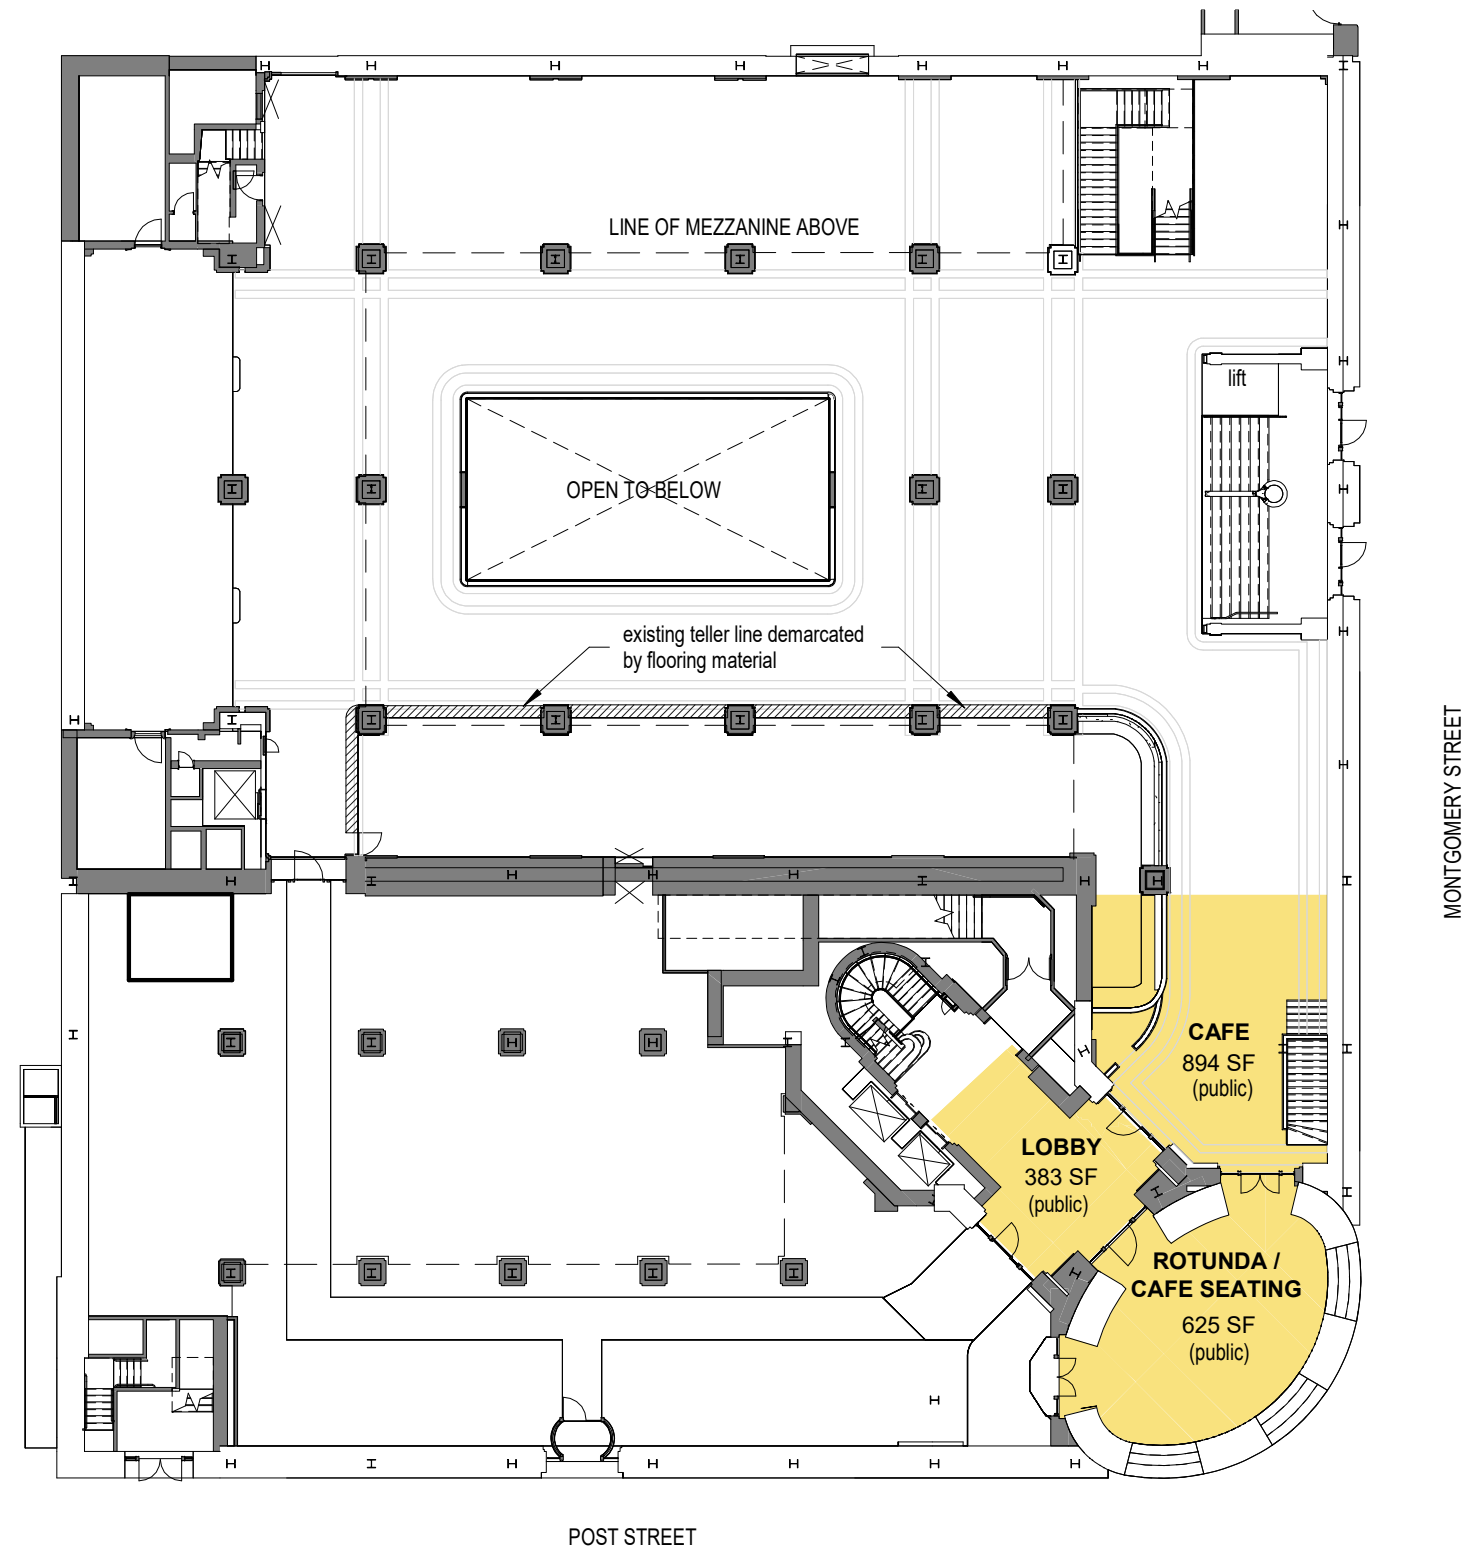 LINE OF MEZZANINE ABOVE
lift
OPEN TO BELOW
existing teller line demarcated
by flooring material
MONTGOMERY STREET
CAFE
894 SF
(public)
LOBBY
383 SF
(public)
ROTUNDA /
CAFE SEATING
625 SF
(public)
POST STREET